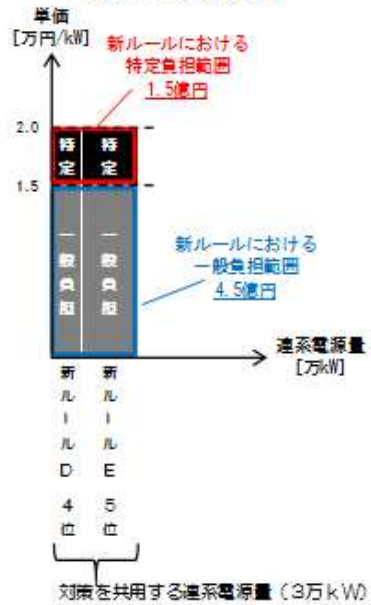 単価
[万円/kW]
新ルールにおける
特定負担範囲
1.5億円
2.0
特定
特定
1.5
一般負担
一般負担
新ルールにおける
一般負担範囲
4.5億円
連系電源量
[万kW]
新ルールD 4位
新ルールE 5位
対策を共用する連系電源量（3万kW）